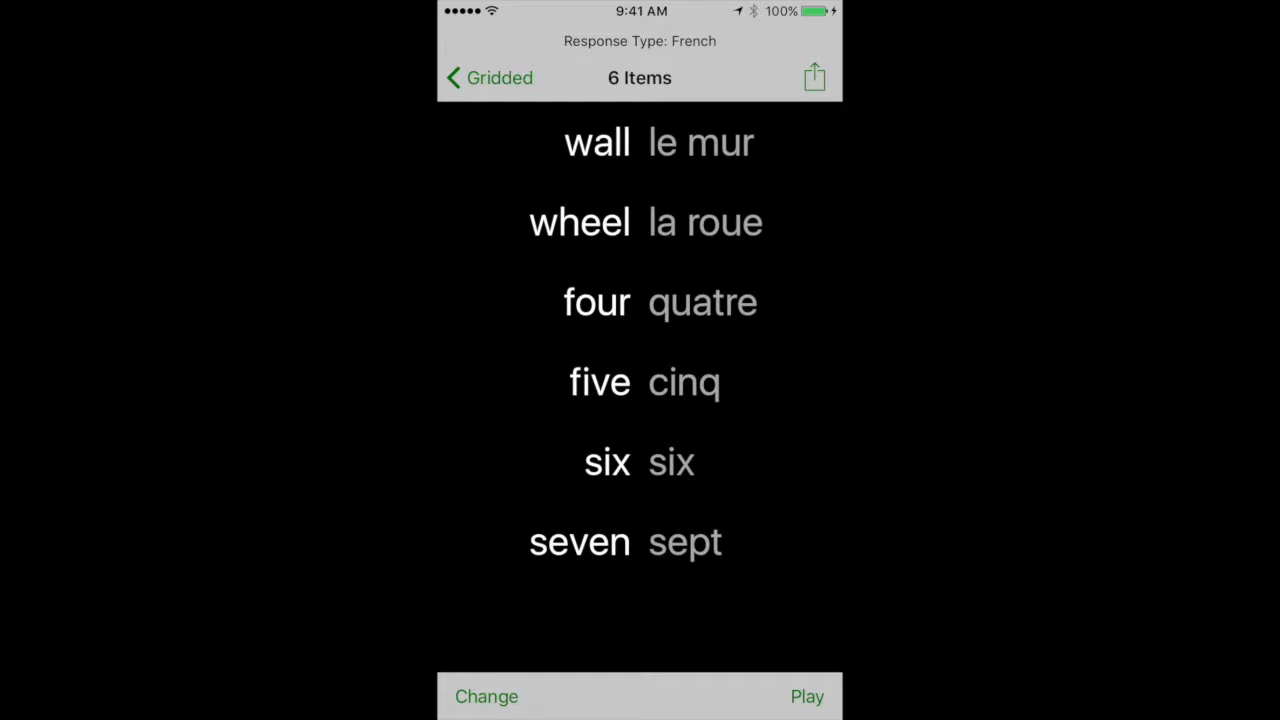 9:41 AM 100%
Response Type: French
Gridded 6 Items
wall le mur
wheel la roue
four quatre
five cinq
six six
seven sept
Change Play